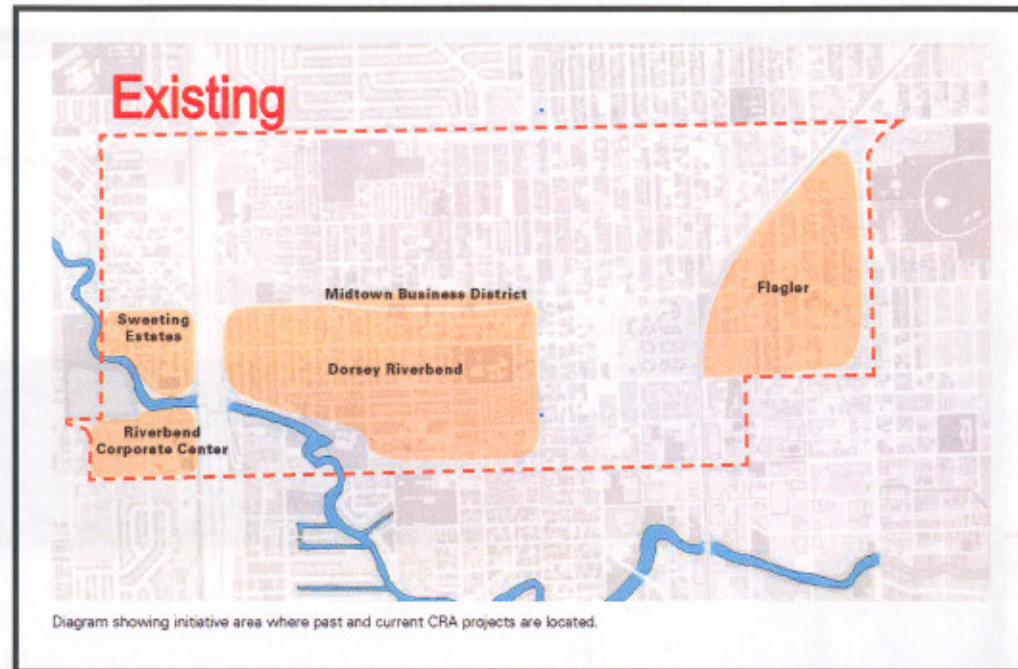 Existing
Midtown Business District
Flagler
Sweeting
Estates
Dorsey Riverbend
Riverbend
Corporate Center
Diagram showing initiative area where past and current CRA projects are located.